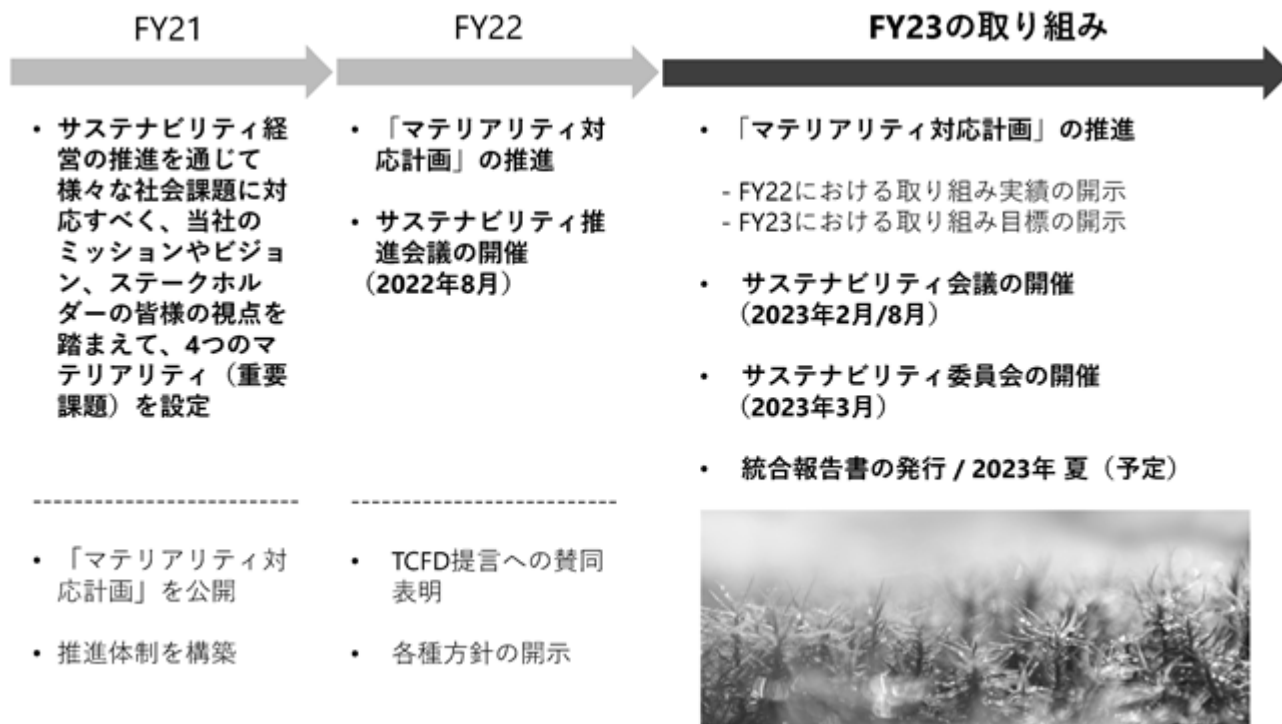 FY21
サステナビリティ経
営の推進を通じて
様々な社会課題に対
応すべく、当社の
ミッションやビジョ
ン、ステークホル
ダーの皆様の視点を
踏まえて、4つのマ
テリアリティ（重要
課題）を設定
「マテリアリティ対
応計画」を公開
推進体制を構築
FY22
「マテリアリティ対
応計画」の推進
サステナビリティ推
進会議の開催
（2022年8月）
TCFD提言への賛同
表明
各種方針の開示
FY23の取り組み
「マテリアリティ対応計画」の推進
- FY22における取り組み実績の開示
- FY23における取り組み目標の開示
サステナビリティ会議の開催
（2023年2月/8月）
サステナビリティ委員会の開催
（2023年3月）
統合報告書の発行 / 2023年 夏（予定）